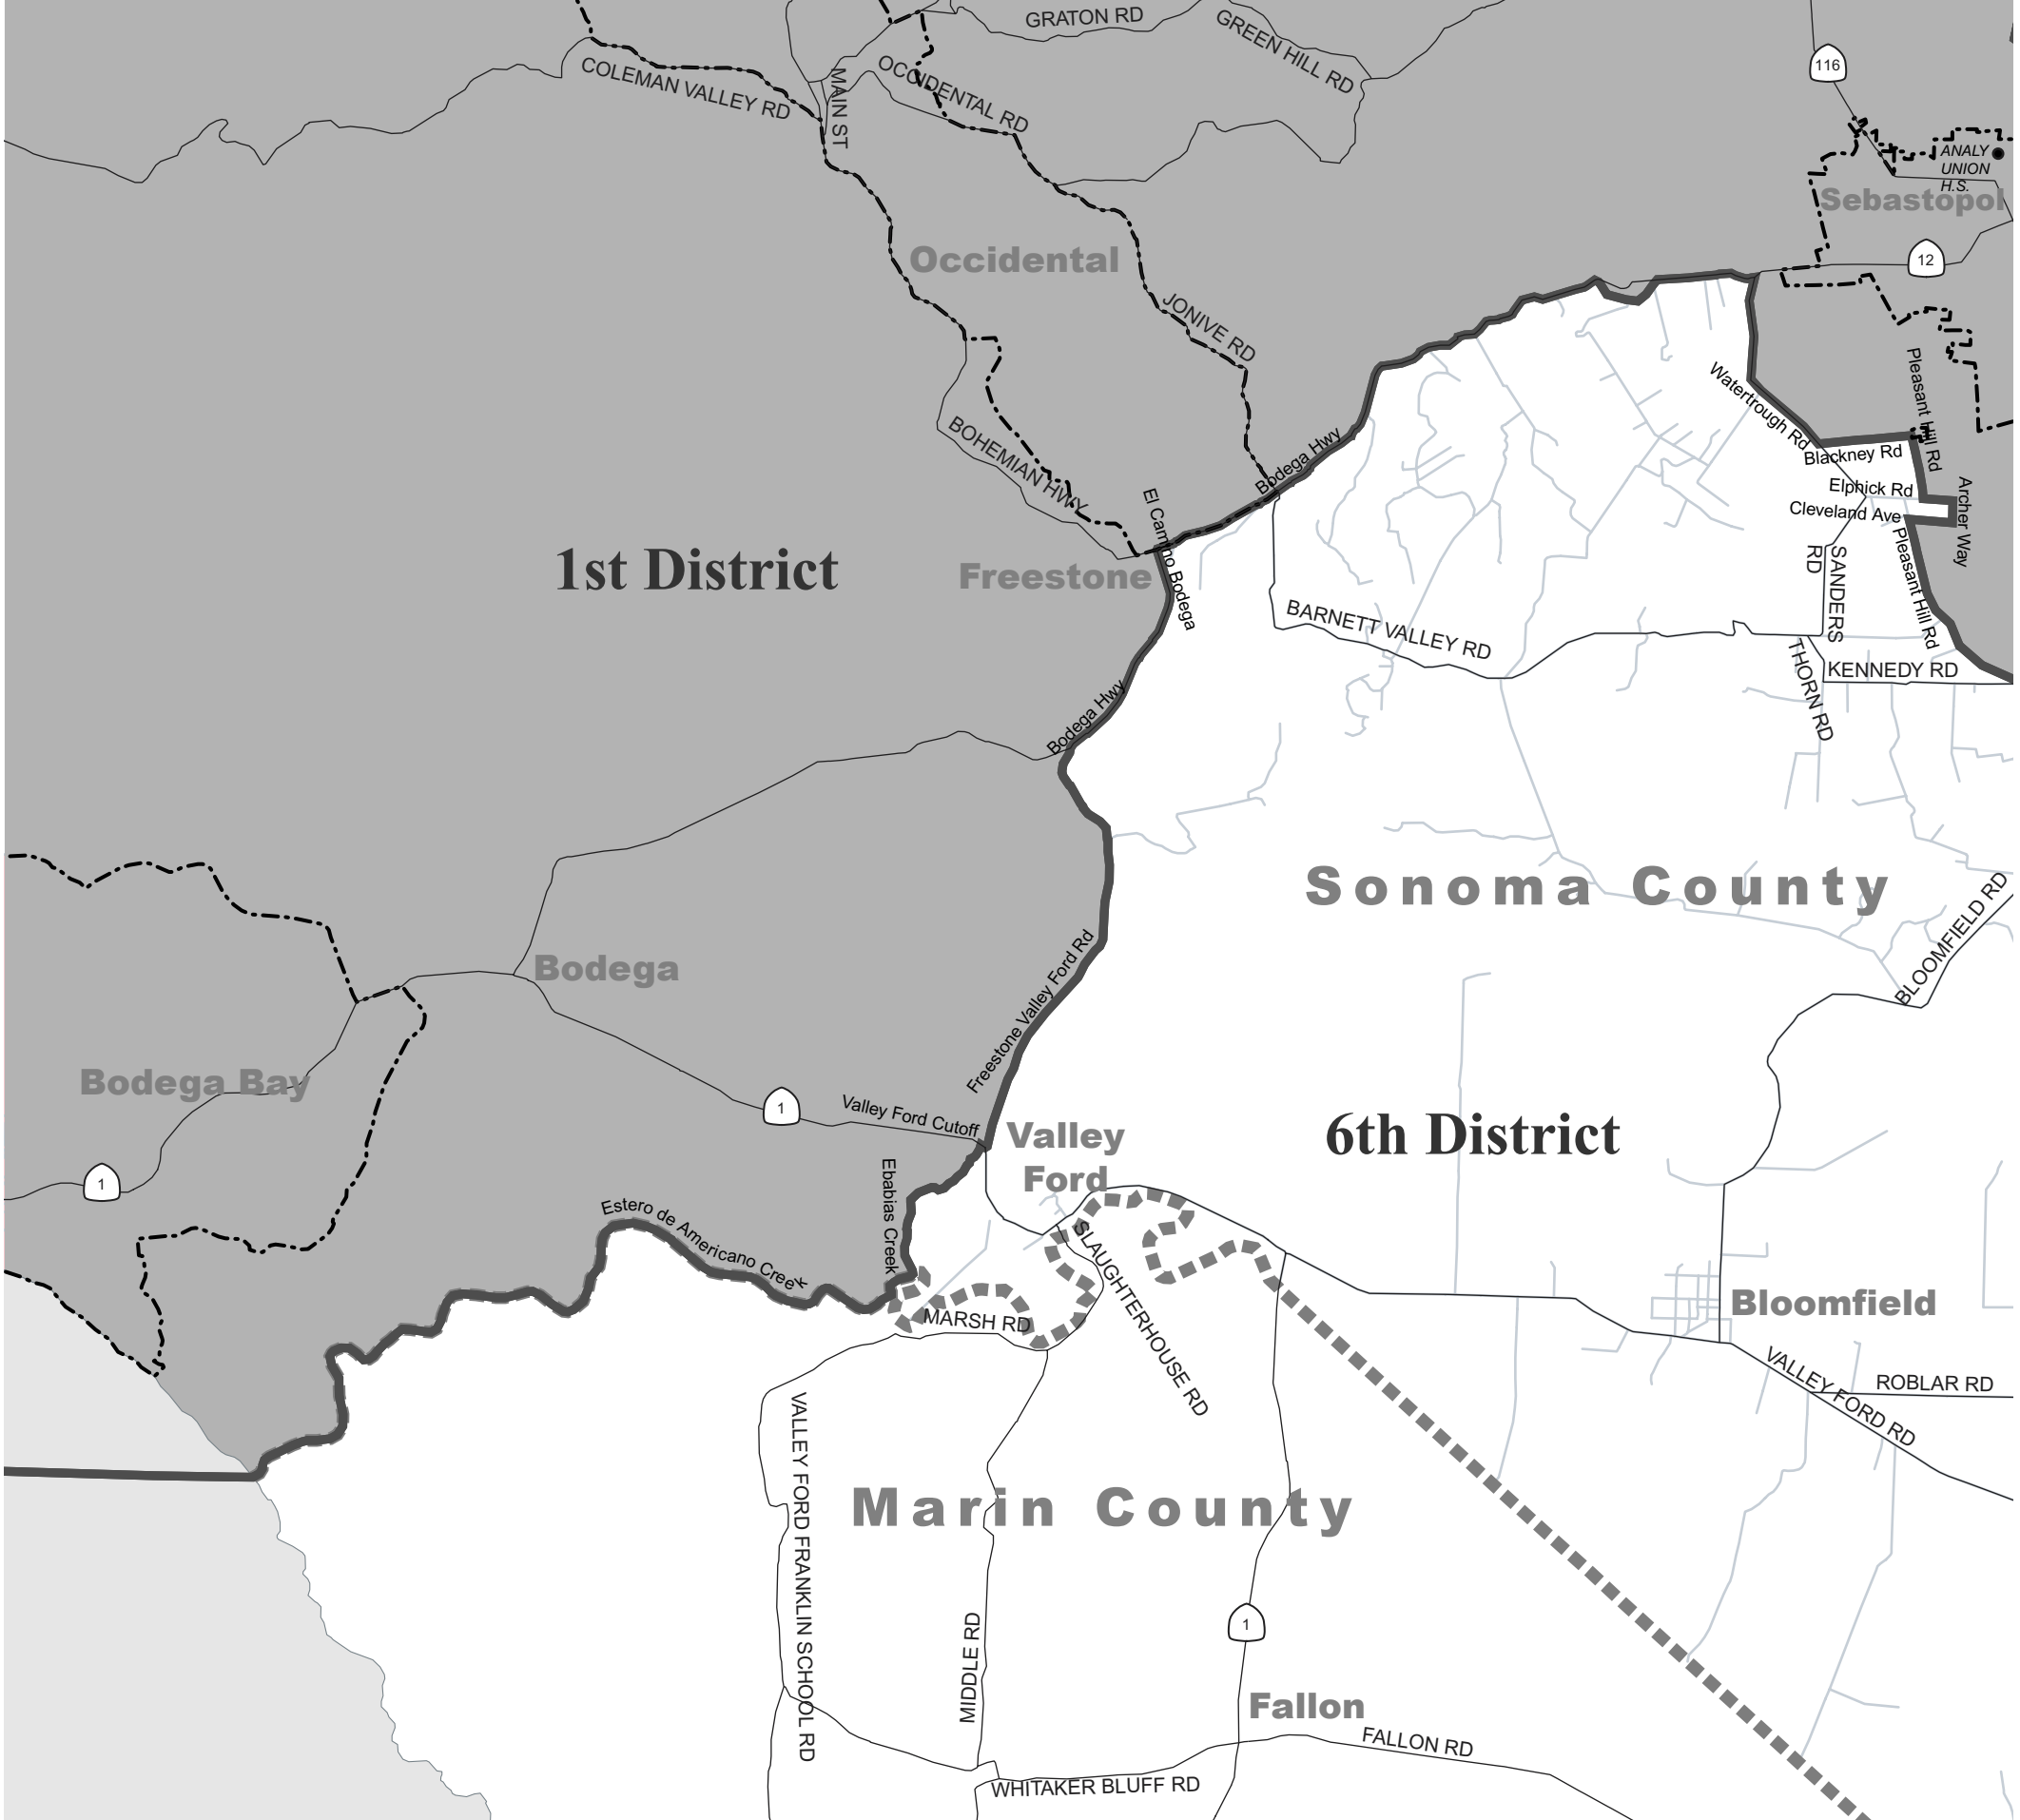 GRATON RD
GREEN HILL RD
COLEMAN VALLEY RD
MAIN ST
OCCIDENTAL RD
116
ANALY
UNION
H.S.
Sebastopol
12
Occidental
JONIVE RD
Pleasant Hill Rd
Watertrough Rd
Blackney Rd
Elphick Rd
Cleveland Ave
Archer Way
Pleasant Hill Rd
SANDERS
RD
BOHEMIAN HWY
Bodega Hwy
El Camino Bodega
1st District
Freestone
BARNETT VALLEY RD
THORN RD
KENNEDY RD
Bodega Hwy
Sonoma County
BLOOMFIELD RD
Bodega
Freestone Valley Ford Rd
Bodega Bay
1
Valley Ford Cutoff
Valley
Ford
6th District
1
Ebabias Creek
Estero de Americano Creek
SLAUGHTERHOUSE RD
MARSH RD
Bloomfield
VALLEY FORD RD
ROBLAR RD
VALLEY FORD FRANKLIN SCHOOL RD
Marin County
MIDDLE RD
1
Fallon
FALLON RD
WHITAKER BLUFF RD